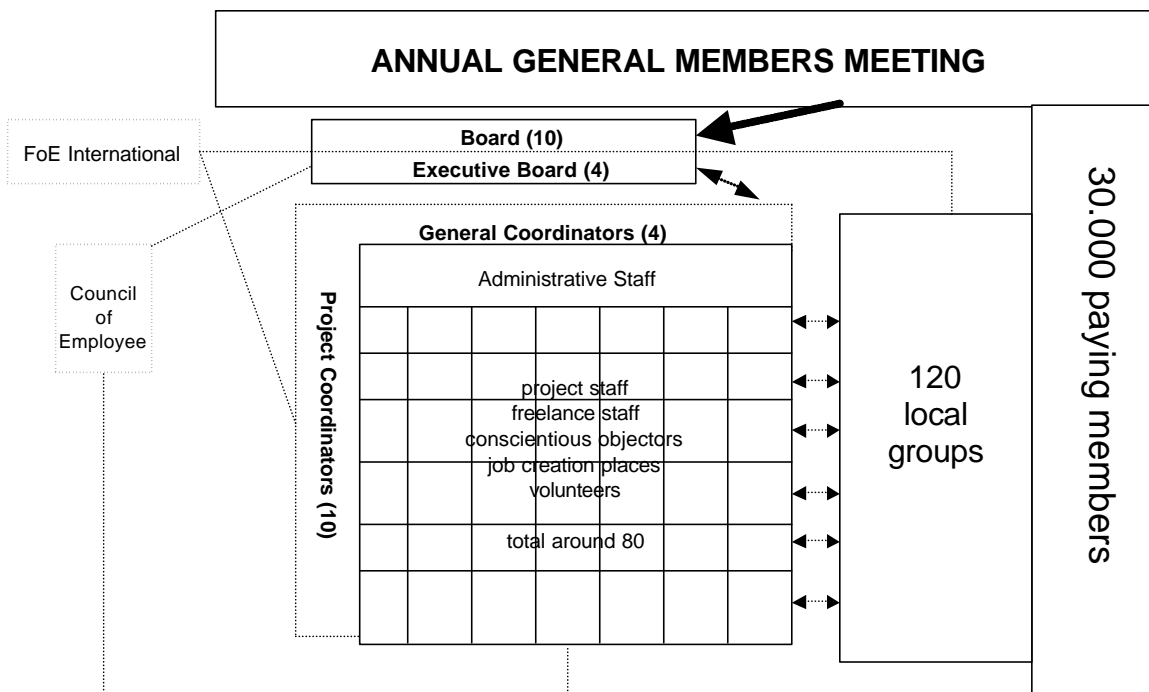 ANNUAL GENERAL MEMBERS MEETING
FoE International
Board (10)
Executive Board (4)
General Coordinators (4)
Administrative Staff
Council
of
Employee
Project Coordinators (10)
project staff
freelance staff
conscientious objectors
job creation places
volunteers
total around 80
120
local
groups
30.000 paying members